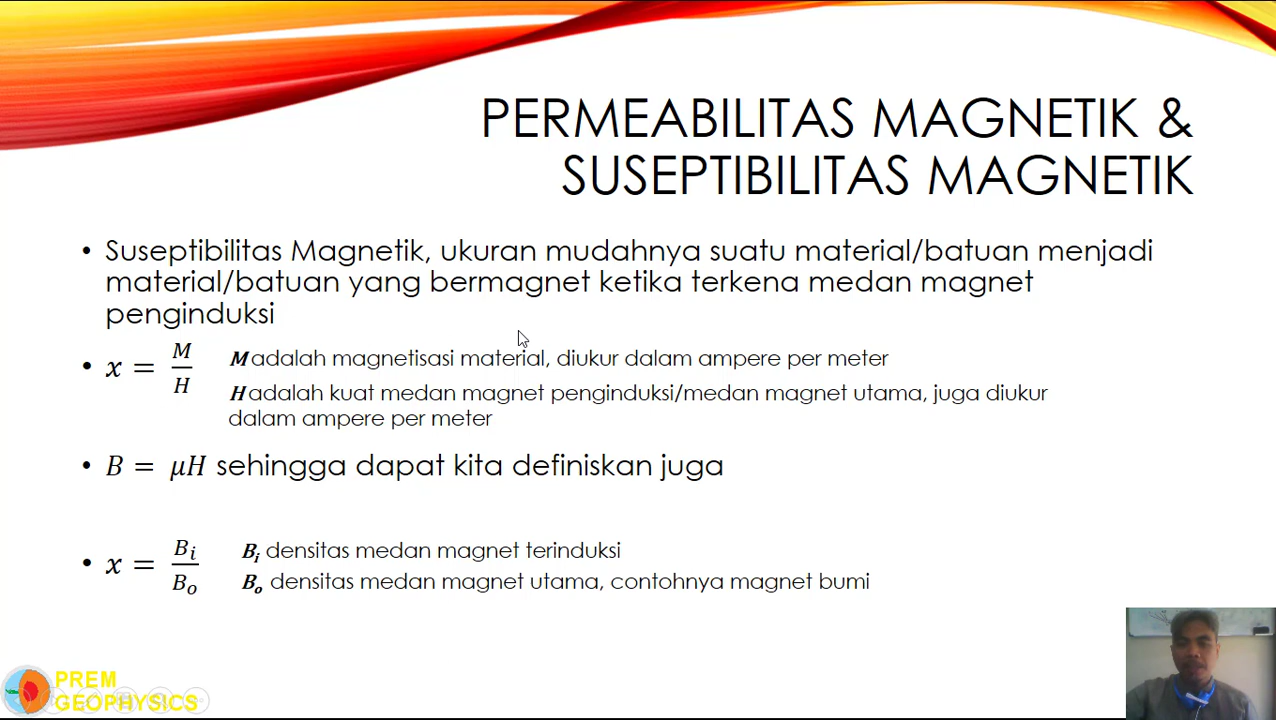 PERMEABILITAS MAGNETIK &
SUSEPTIBILITAS MAGNETIK
• Suseptibilitas Magnetik, ukuran mudahnya suatu material/batuan menjadi
material/batuan yang bermagnet ketika terkena medan magnet
penginduksi
• x = M/H
M adalah magnetisasi material, diukur dalam ampere per meter
H adalah kuat medan magnet penginduksi/medan magnet utama, juga diukur
dalam ampere per meter
• B = μH sehingga dapat kita definiskan juga
• x = Bᵢ/Bₒ
Bᵢ densitas medan magnet terinduksi
Bₒ densitas medan magnet utama, contohnya magnet bumi
PREM
GEOPHYSICS